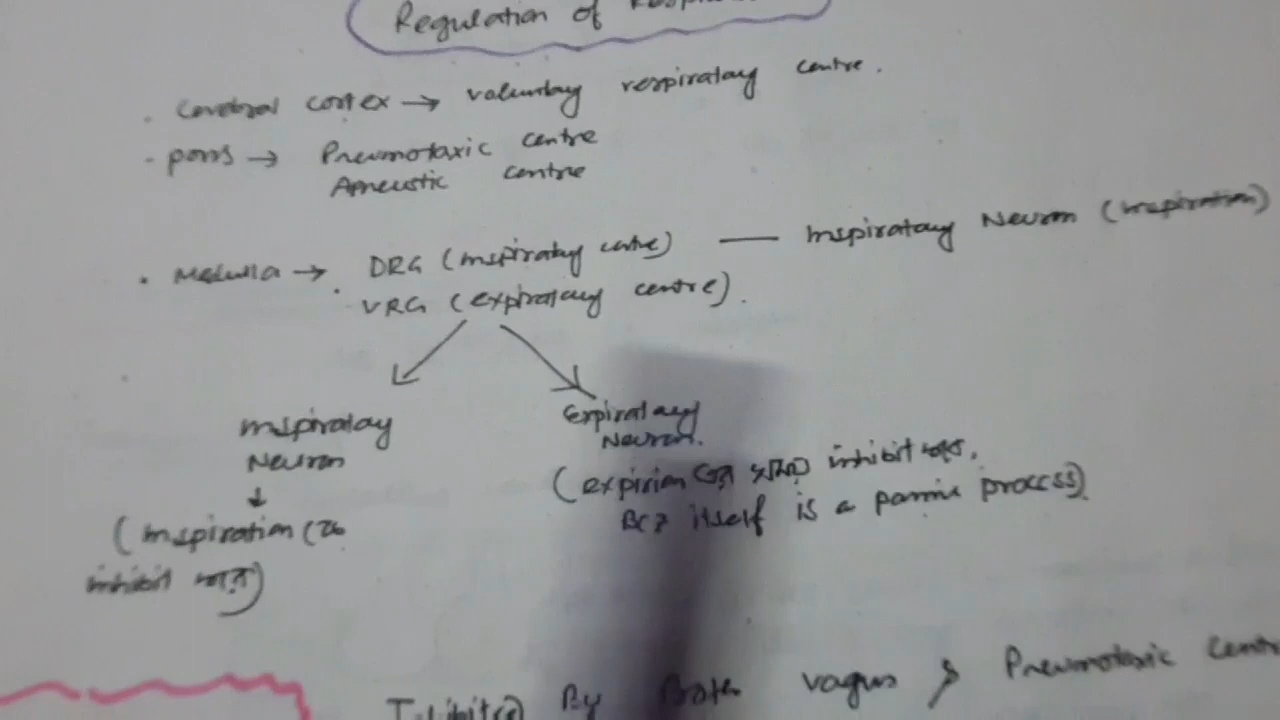 Regulation of
. Cerebral cortex → voluntary respiratory centre.
. pons → Pneumotaxic centre
Apneustic centre
. Medulla → DRG (Inspiratory centre) — Inspiratory Neuron (Inspiration)
. VRG (expiratory centre).
Inspiratory Neuron
↓
(Inspiration
inhibit
Expiratory Neuron.
inhibit
Bcz itself is a passive process)
By Both vagus & Pneumotaxic